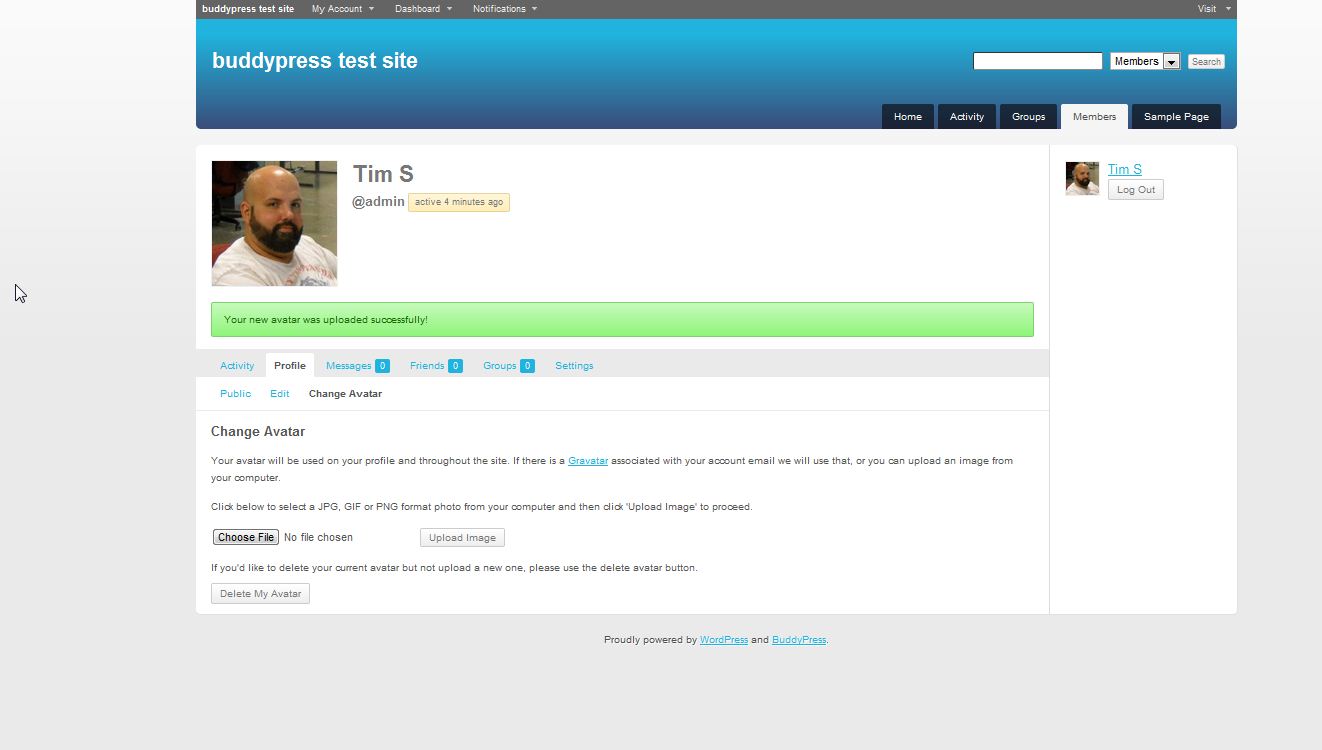 buddypress test site My Account Dashboard Notifications Visit
buddypress test site
Members Search
Home Activity Groups Members Sample Page
Tim S
@admin active 4 minutes ago
Tim S
Log Out
Your new avatar was uploaded successfully!
Activity Profile Messages 0 Friends 0 Groups 0 Settings
Public Edit Change Avatar
Change Avatar
Your avatar will be used on your profile and throughout the site. If there is a Gravatar associated with your account email we will use that, or you can upload an image from
your computer.
Click below to select a JPG, GIF or PNG format photo from your computer and then click 'Upload Image' to proceed.
Choose File No file chosen Upload Image
If you'd like to delete your current avatar but not upload a new one, please use the delete avatar button.
Delete My Avatar
Proudly powered by WordPress and BuddyPress.